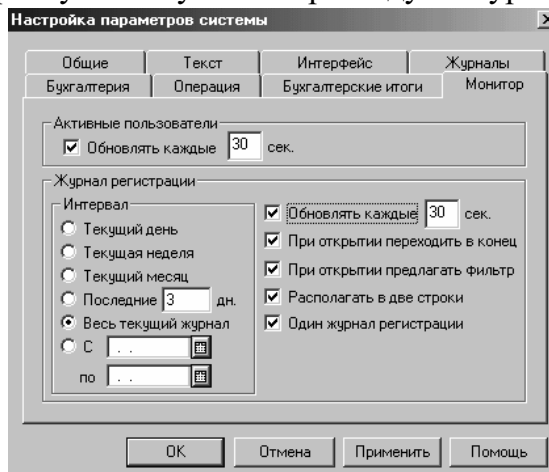 Настройка параметров системы
Общие Текст Интерфейс Журналы
Бухгалтерия Операция Бухгалтерские итоги Монитор
Активные пользователи
Обновлять каждые 30 сек.
Журнал регистрации
Интервал
Текущий день
Текущая неделя
Текущий месяц
Последние 3 дн.
Весь текущий журнал
С . .
по . .
Обновлять каждые 30 сек.
При открытии переходить в конец
При открытии предлагать фильтр
Располагать в две строки
Один журнал регистрации
OK Отмена Применить Помощь